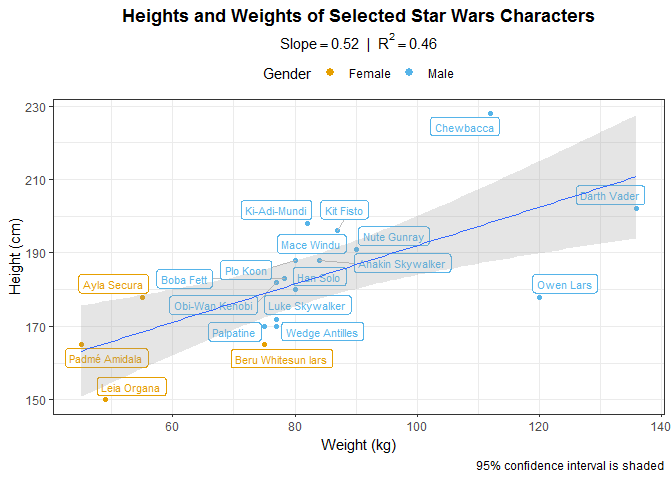 Heights and Weights of Selected Star Wars Characters
Slope = 0.52 | R² = 0.46
Gender Female Male
230
Chewbacca
210
Darth Vader
Ki-Adi-Mundi Kit Fisto
Nute Gunray
Mace Windu
190
Anakin Skywalker
Plo Koon
Boba Fett Han Solo
Ayla Secura Owen Lars
Obi-Wan Kenobi Luke Skywalker
170
Palpatine Wedge Antilles
Padmé Amidala Beru Whitesun lars
Leia Organa
150
Height (cm)
60 80 100 120 140
Weight (kg)
95% confidence interval is shaded